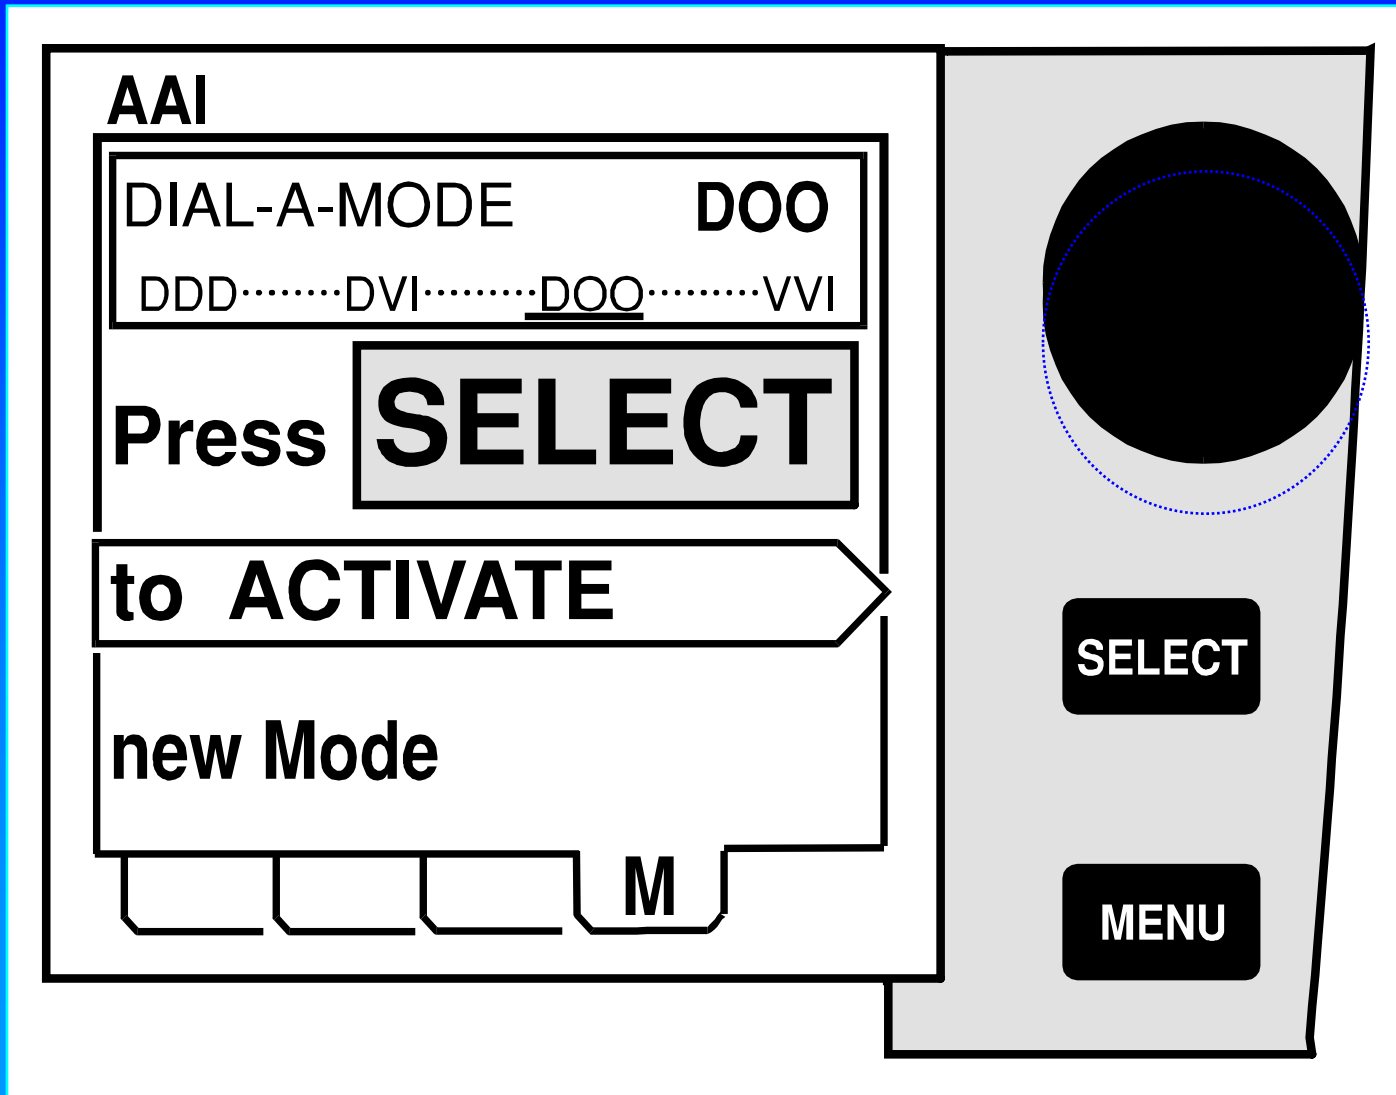 AAI
DIAL-A-MODE DOO
DDD········DVI·········DOO·········VVI
Press SELECT
to ACTIVATE
new Mode
M
SELECT
MENU